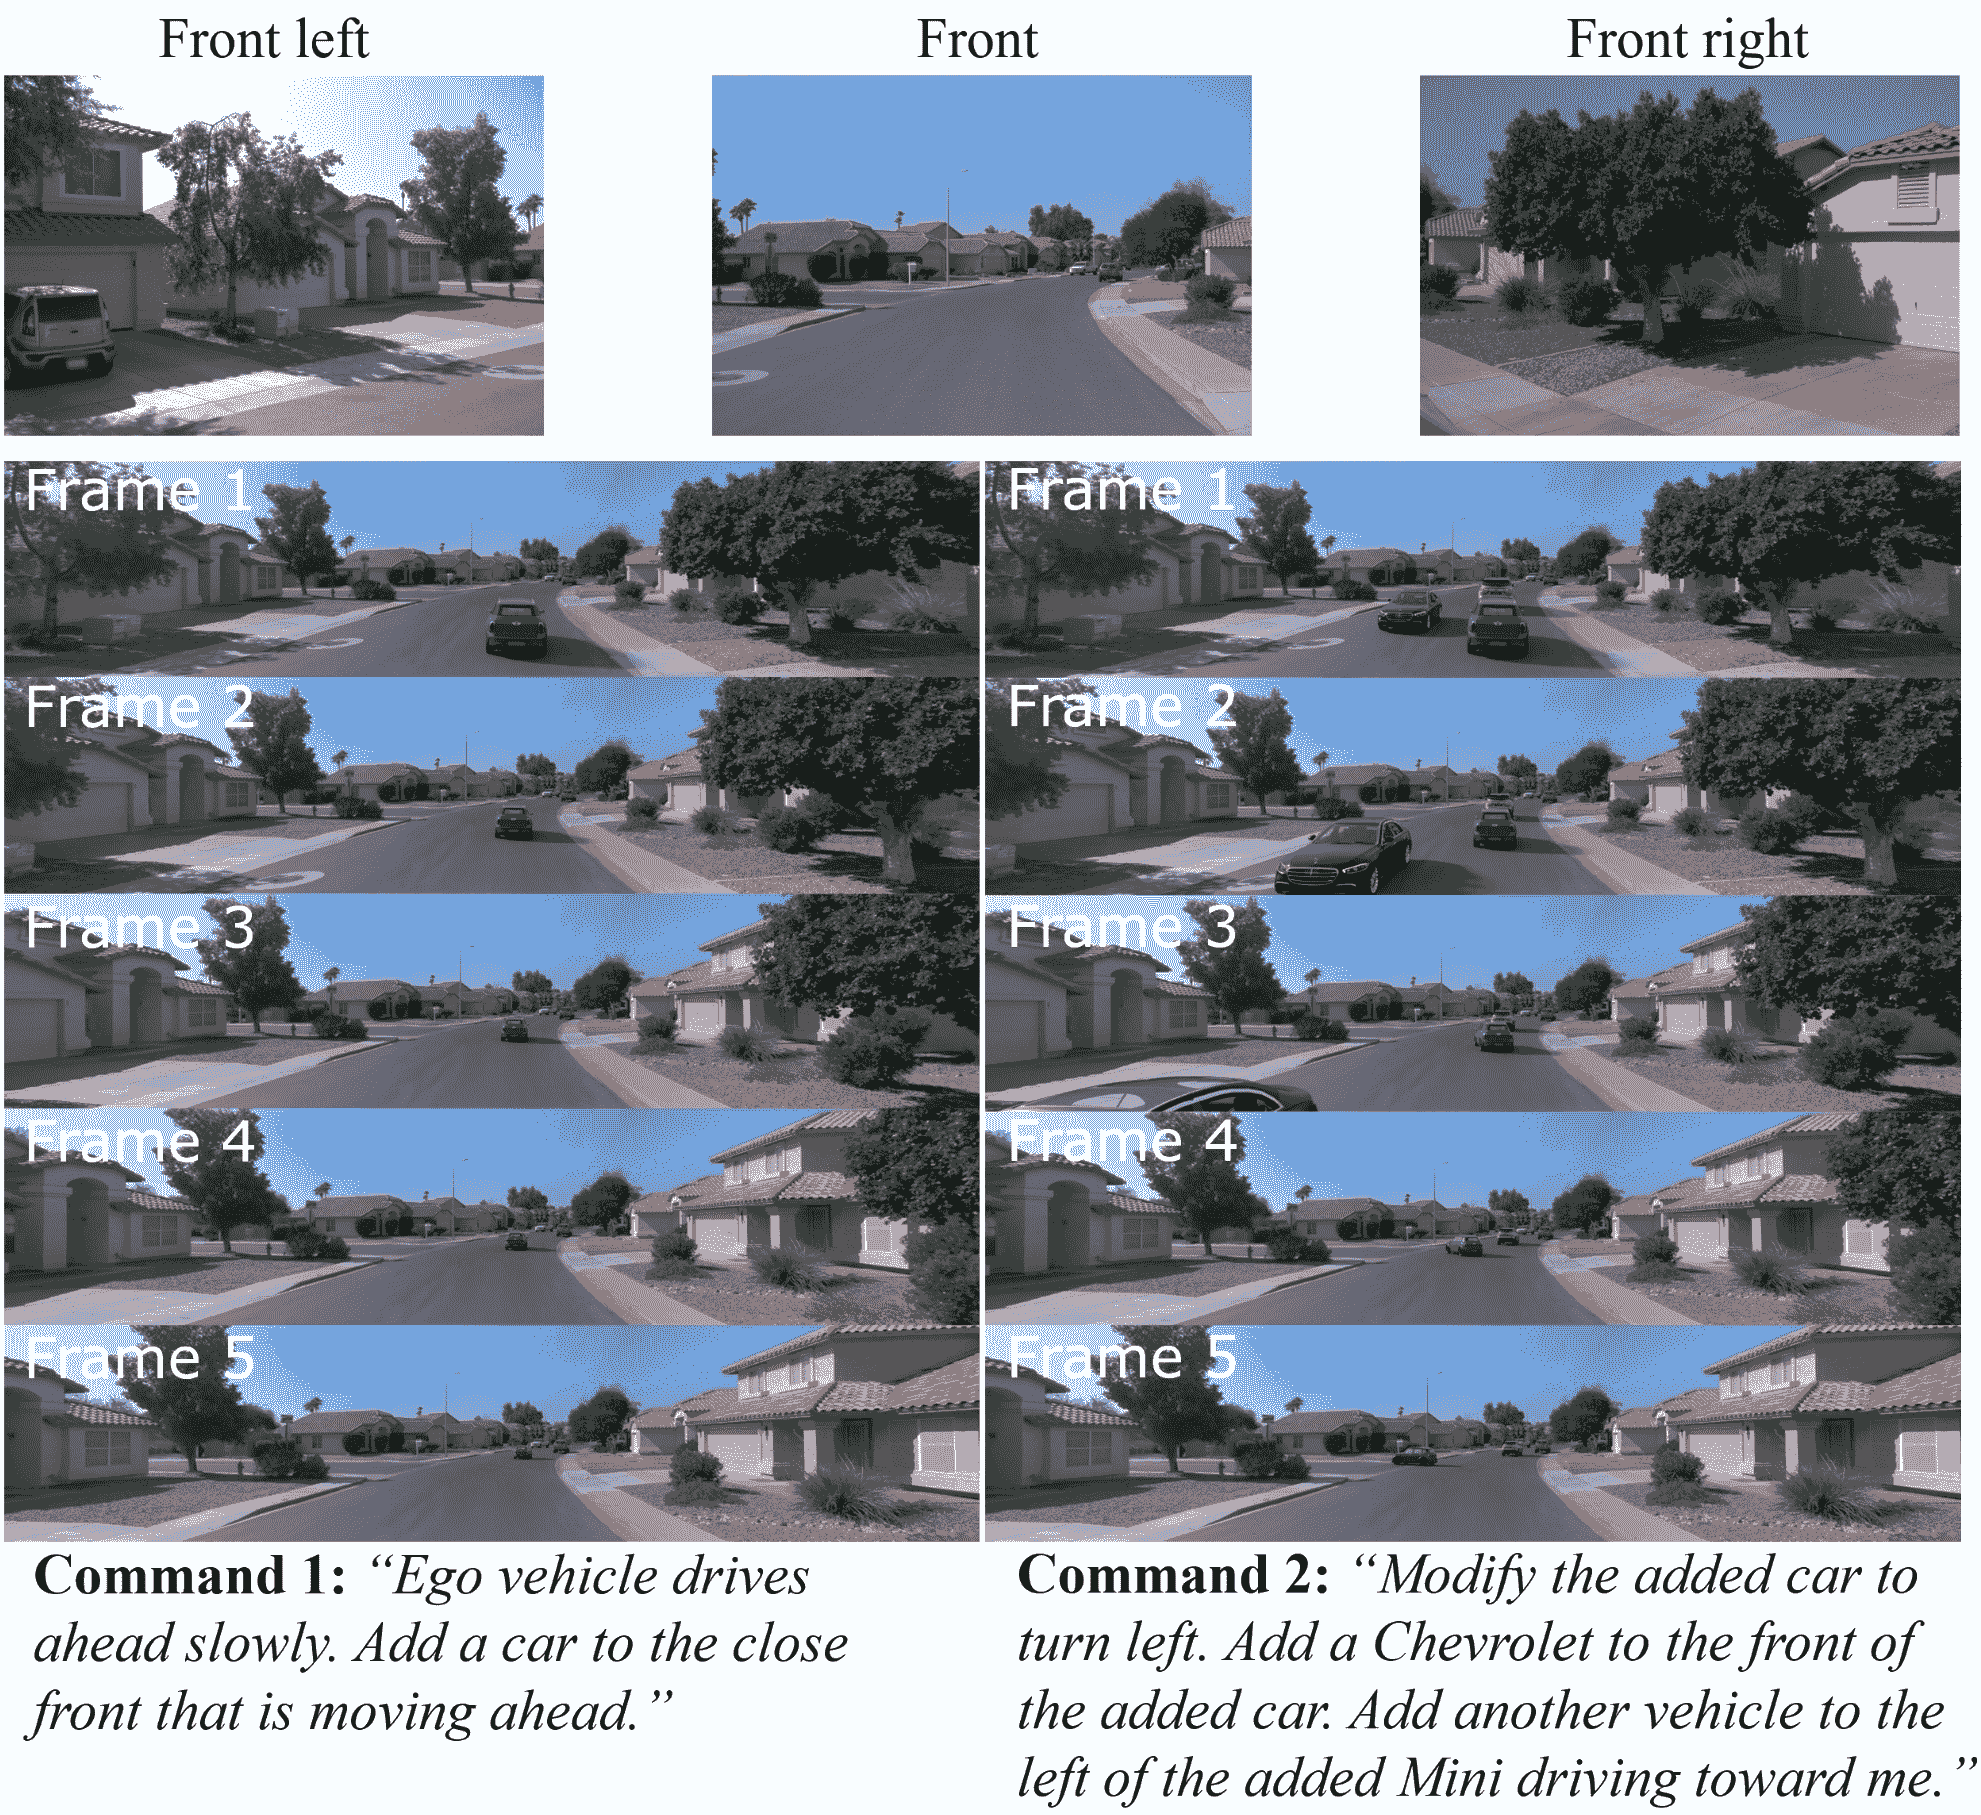 Front left
Front
Front right
Frame 1
Frame 1
Frame 2
Frame 2
Frame 3
Frame 3
Frame 4
Frame 4
Frame 5
Frame 5
Command 1: “Ego vehicle drives
ahead slowly. Add a car to the close
front that is moving ahead.”
Command 2: “Modify the added car to
turn left. Add a Chevrolet to the front of
the added car. Add another vehicle to the
left of the added Mini driving toward me.”